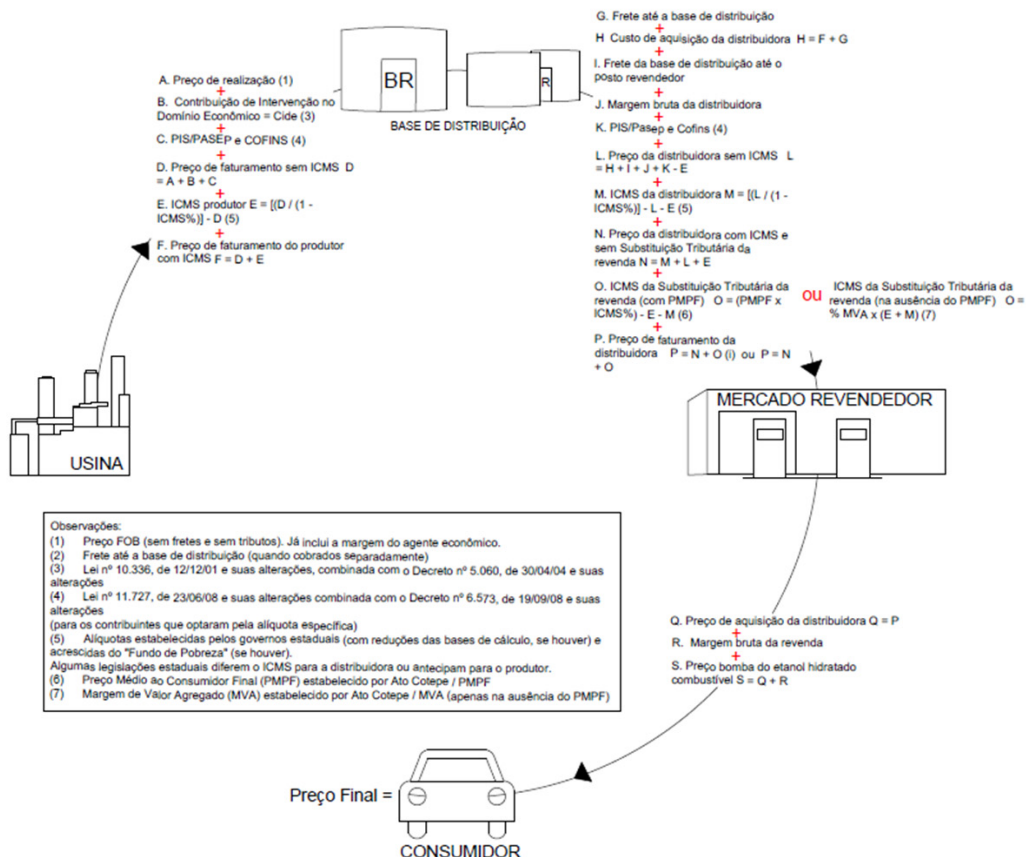 A. Preço de realização (1)
+
B. Contribuição de Intervenção no
Domínio Econômico = Cide (3)
+
C. PIS/PASEP e COFINS (4)
+
D. Preço de faturamento sem ICMS D
= A + B + C
+
E. ICMS produtor E = [(D / (1 -
ICMS%)] - D (5)
+
F. Preço de faturamento do produtor
com ICMS F = D + E
USINA
BR
R
BASE DE DISTRIBUIÇÃO
G. Frete até a base de distribuição
+
H Custo de aquisição da distribuidora H = F + G
+
I. Frete da base de distribuição até o
posto revendedor
+
J. Margem bruta da distribuidora
+
K. PIS/Pasep e Cofins (4)
+
L. Preço da distribuidora sem ICMS L
= H + I + J + K - E
+
M. ICMS da distribuidora M = [(L / (1 -
ICMS%)] - L - E (5)
+
N. Preço da distribuidora com ICMS e
sem Substituição Tributária da
revenda N = M + L + E
+
O. ICMS da Substituição Tributária da
revenda (com PMPF) O = (PMPF x
ICMS%) - E - M (6)
ou
ICMS da Substituição Tributária da
revenda (na ausência do PMPF) O =
% MVA x (E + M) (7)
+
P. Preço de faturamento da
distribuidora P = N + O (i) ou P = N
+ O
MERCADO REVENDEDOR
Observações:
(1) Preço FOB (sem fretes e sem tributos). Já inclui a margem do agente econômico.
(2) Frete até a base de distribuição (quando cobrados separadamente)
(3) Lei nº 10.336, de 12/12/01 e suas alterações, combinada com o Decreto nº 5.060, de 30/04/04 e suas
alterações
(4) Lei nº 11.727, de 23/06/08 e suas alterações combinada com o Decreto nº 6.573, de 19/09/08 e suas
alterações
(para os contribuintes que optaram pela alíquota específica)
(5) Alíquotas estabelecidas pelos governos estaduais (com reduções das bases de cálculo, se houver) e
acrescidas do "Fundo de Pobreza" (se houver).
Algumas legislações estaduais diferem o ICMS para a distribuidora ou antecipam para o produtor.
(6) Preço Médio ao Consumidor Final (PMPF) estabelecido por Ato Cotepe / PMPF
(7) Margem de Valor Agregado (MVA) estabelecido por Ato Cotepe / MVA (apenas na ausência do PMPF)
Q. Preço de aquisição da distribuidora Q = P
+
R. Margem bruta da revenda
+
S. Preço bomba do etanol hidratado
combustível S = Q + R
Preço Final =
CONSUMIDOR